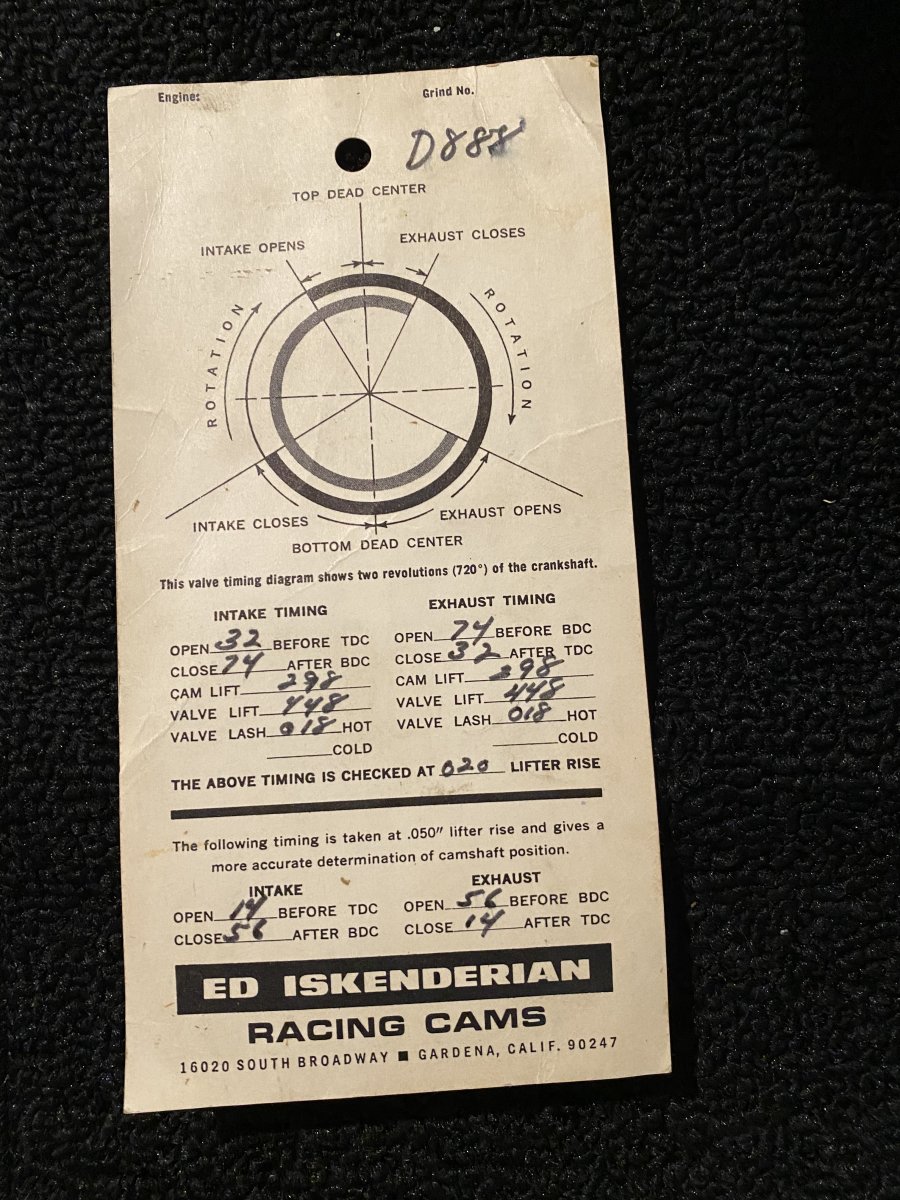 Engine: Grind No.
D888
TOP DEAD CENTER
INTAKE OPENS EXHAUST CLOSES
ROTATION ROTATION
INTAKE CLOSES EXHAUST OPENS
BOTTOM DEAD CENTER
This valve timing diagram shows two revolutions (720°) of the crankshaft.
INTAKE TIMING EXHAUST TIMING
OPEN 32 BEFORE TDC OPEN 74 BEFORE BDC
CLOSE 74 AFTER BDC CLOSE 32 AFTER TDC
CAM LIFT 298 CAM LIFT 298
VALVE LIFT 448 VALVE LIFT 448
VALVE LASH 018 HOT VALVE LASH 018 HOT
COLD COLD
THE ABOVE TIMING IS CHECKED AT 020 LIFTER RISE
The following timing is taken at .050" lifter rise and gives a
more accurate determination of camshaft position.
INTAKE EXHAUST
OPEN 14 BEFORE TDC OPEN 56 BEFORE BDC
CLOSE 56 AFTER BDC CLOSE 14 AFTER TDC
ED ISKENDERIAN
RACING CAMS
16020 SOUTH BROADWAY ■ GARDENA, CALIF. 90247